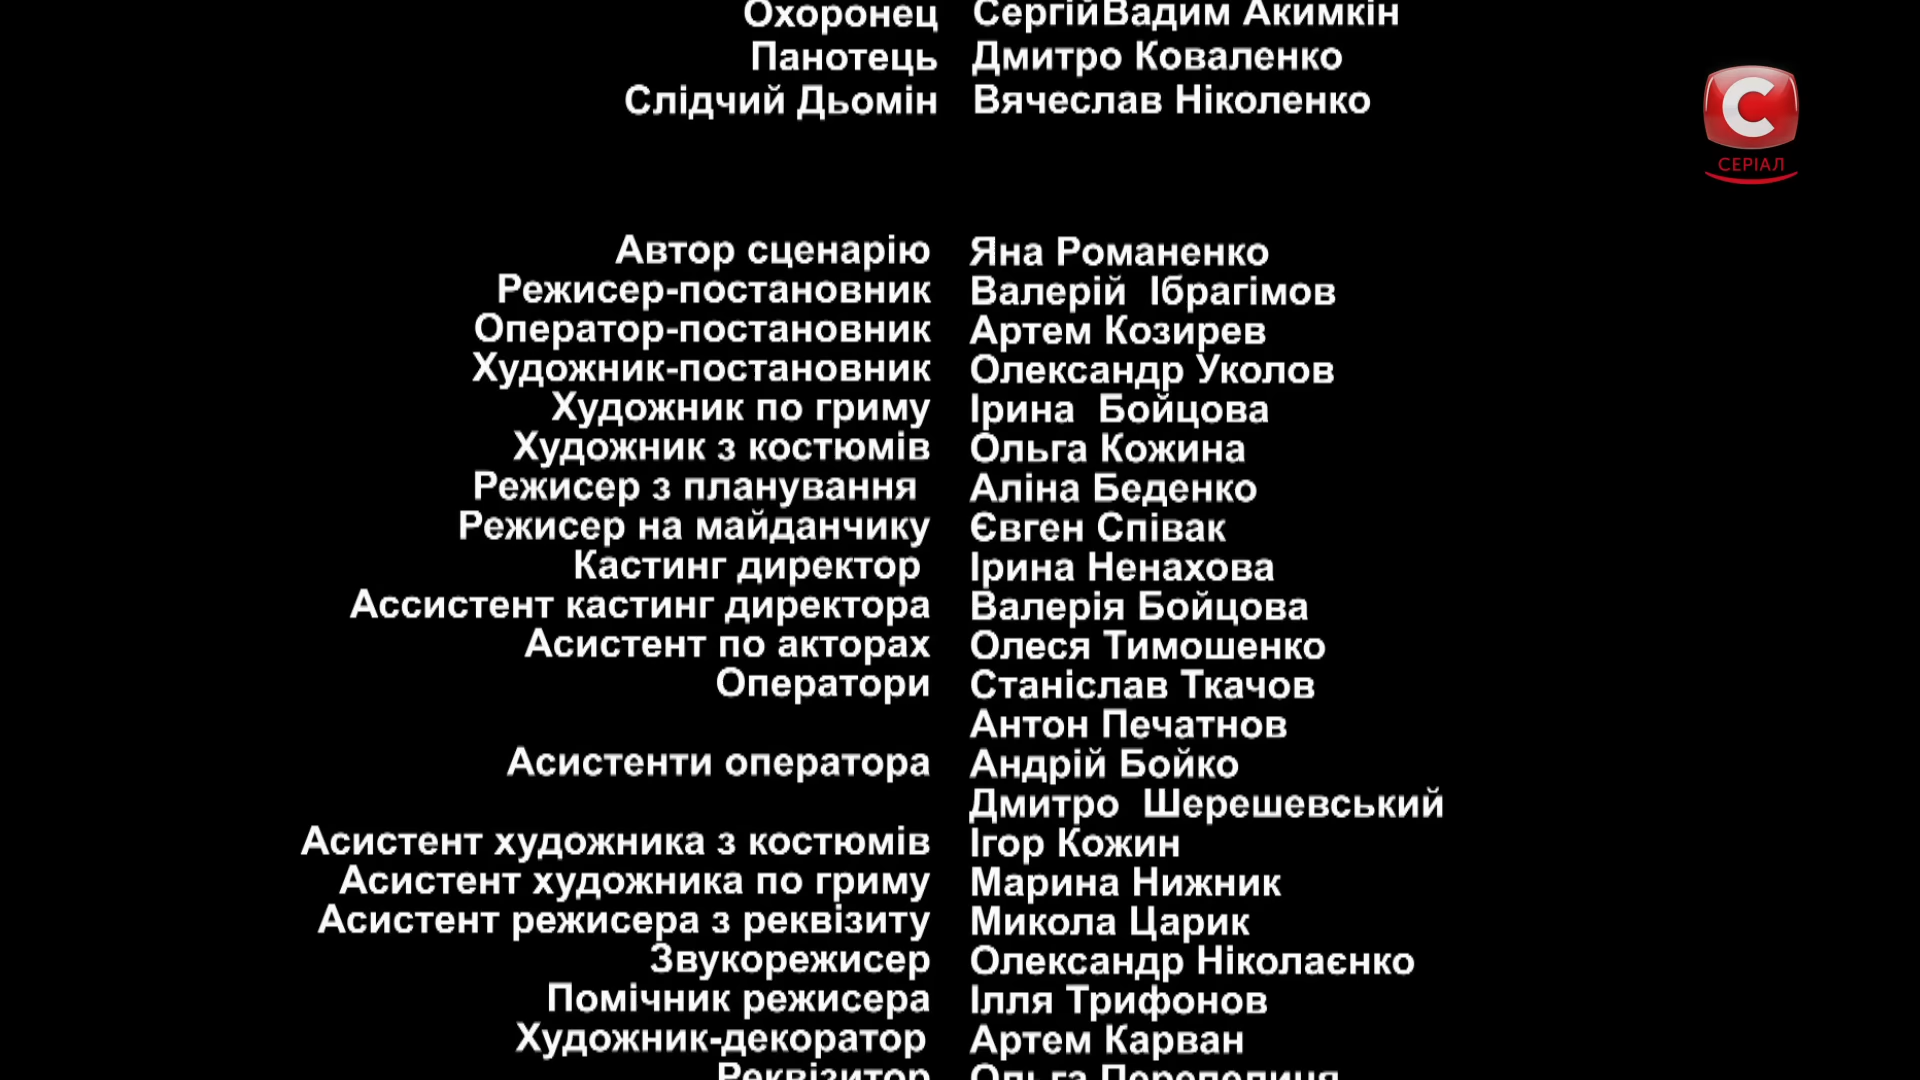 Охоронец СергійВадим Акимкін
Панотець Дмитро Коваленко
Слідчий Дьомін Вячеслав Ніколенко
СЕРІАЛ
Автор сценарію Яна Романенко
Режисер-постановник Валерій Ібрагімов
Оператор-постановник Артем Козирев
Художник-постановник Олександр Уколов
Художник по гриму Ірина Бойцова
Художник з костюмів Ольга Кожина
Режисер з планування Аліна Беденко
Режисер на майданчику Євген Співак
Кастинг директор Ірина Ненахова
Ассистент кастинг директора Валерія Бойцова
Асистент по акторах Олеся Тимошенко
Оператори Станіслав Ткачов
Антон Печатнов
Асистенти оператора Андрій Бойко
Дмитро Шерешевський
Асистент художника з костюмів Ігор Кожин
Асистент художника по гриму Марина Нижник
Асистент режисера з реквізиту Микола Царик
Звукорежисер Олександр Ніколаєнко
Помічник режисера Ілля Трифонов
Художник-декоратор Артем Карван
Реквізитор Ольга Перепелиця